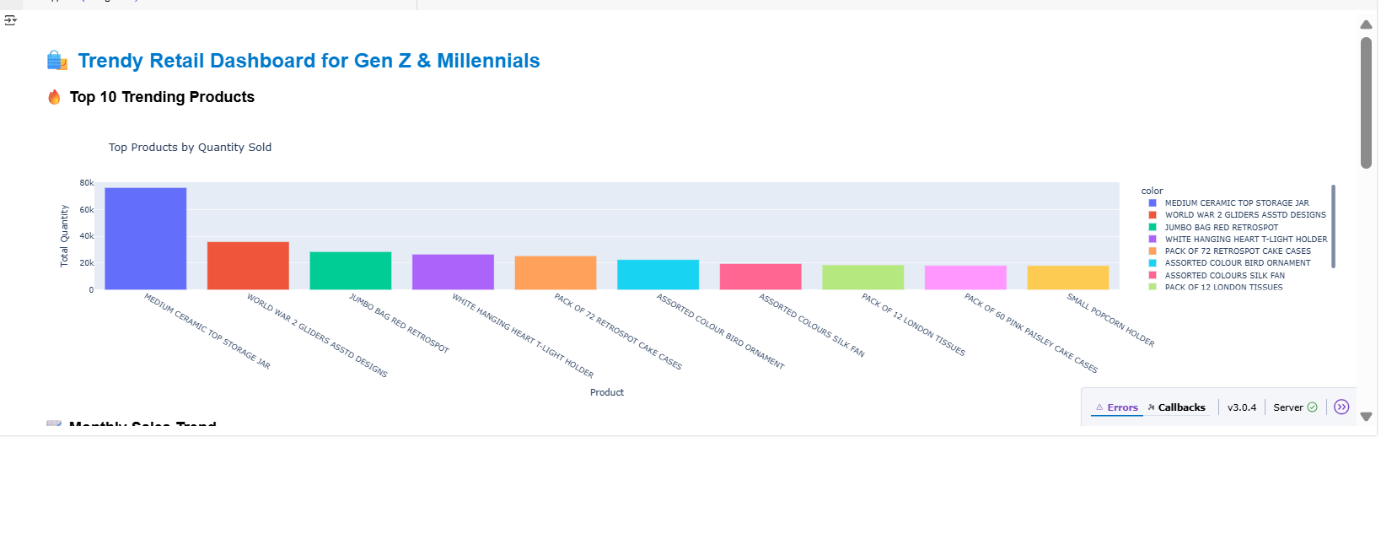 Trendy Retail Dashboard for Gen Z & Millennials
Top 10 Trending Products
Top Products by Quantity Sold
Total Quantity
80k
60k
40k
20k
0
MEDIUM CERAMIC TOP STORAGE JAR
WORLD WAR 2 GLIDERS ASSTD DESIGNS
JUMBO BAG RED RETROSPOT
WHITE HANGING HEART T-LIGHT HOLDER
PACK OF 72 RETROSPOT CAKE CASES
ASSORTED COLOUR BIRD ORNAMENT
ASSORTED COLOURS SILK FAN
PACK OF 12 LONDON TISSUES
PACK OF 60 PINK PAISLEY CAKE CASES
SMALL POPCORN HOLDER
Product
color
MEDIUM CERAMIC TOP STORAGE JAR
WORLD WAR 2 GLIDERS ASSTD DESIGNS
JUMBO BAG RED RETROSPOT
WHITE HANGING HEART T-LIGHT HOLDER
PACK OF 72 RETROSPOT CAKE CASES
ASSORTED COLOUR BIRD ORNAMENT
ASSORTED COLOURS SILK FAN
PACK OF 12 LONDON TISSUES
Errors Callbacks v3.0.4 Server
Monthly Sales Trend